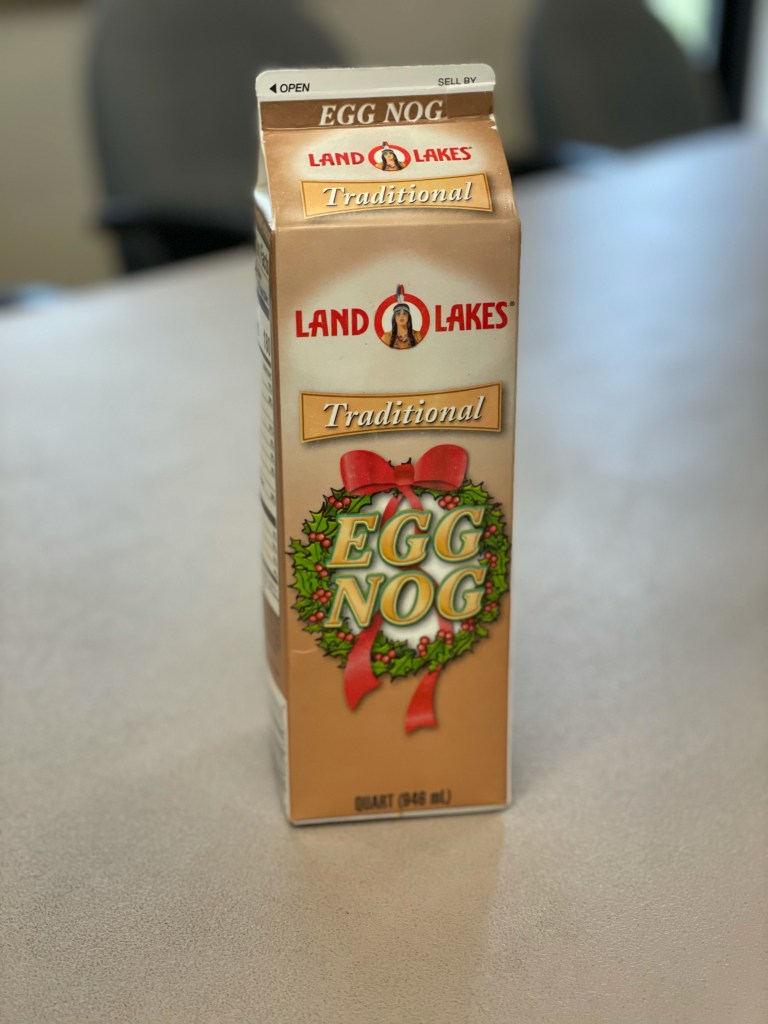 ◀ OPEN SELL BY
EGG NOG
LAND O LAKES
Traditional
LAND O LAKES®
Traditional
EGG
NOG
QUART (946 mL)